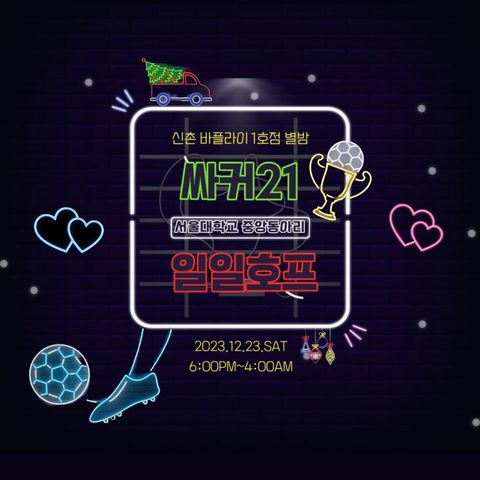 신촌 바플라이 1호점 별밤
싸커21
서울대학교 중앙동아리
일일호프
2023.12.23.SAT
6:00PM~4:00AM